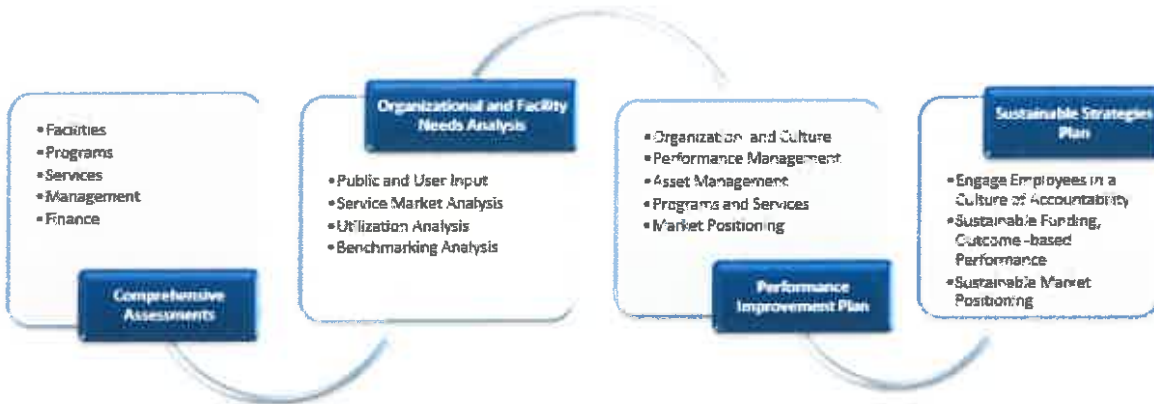 • Facilities
• Programs
• Services
• Management
• Finance
Comprehensive
Assessments
Organizational and Facility
Needs Analysis
• Public and User Input
• Service Market Analysis
• Utilization Analysis
• Benchmarking Analysis
• Organization and Culture
• Performance Management
• Asset Management
• Programs and Services
• Market Positioning
Performance
Improvement Plan
Sustainable Strategies
Plan
• Engage Employees in a
Culture of Accountability
• Sustainable Funding,
Outcome -based
Performance
• Sustainable Market
Positioning